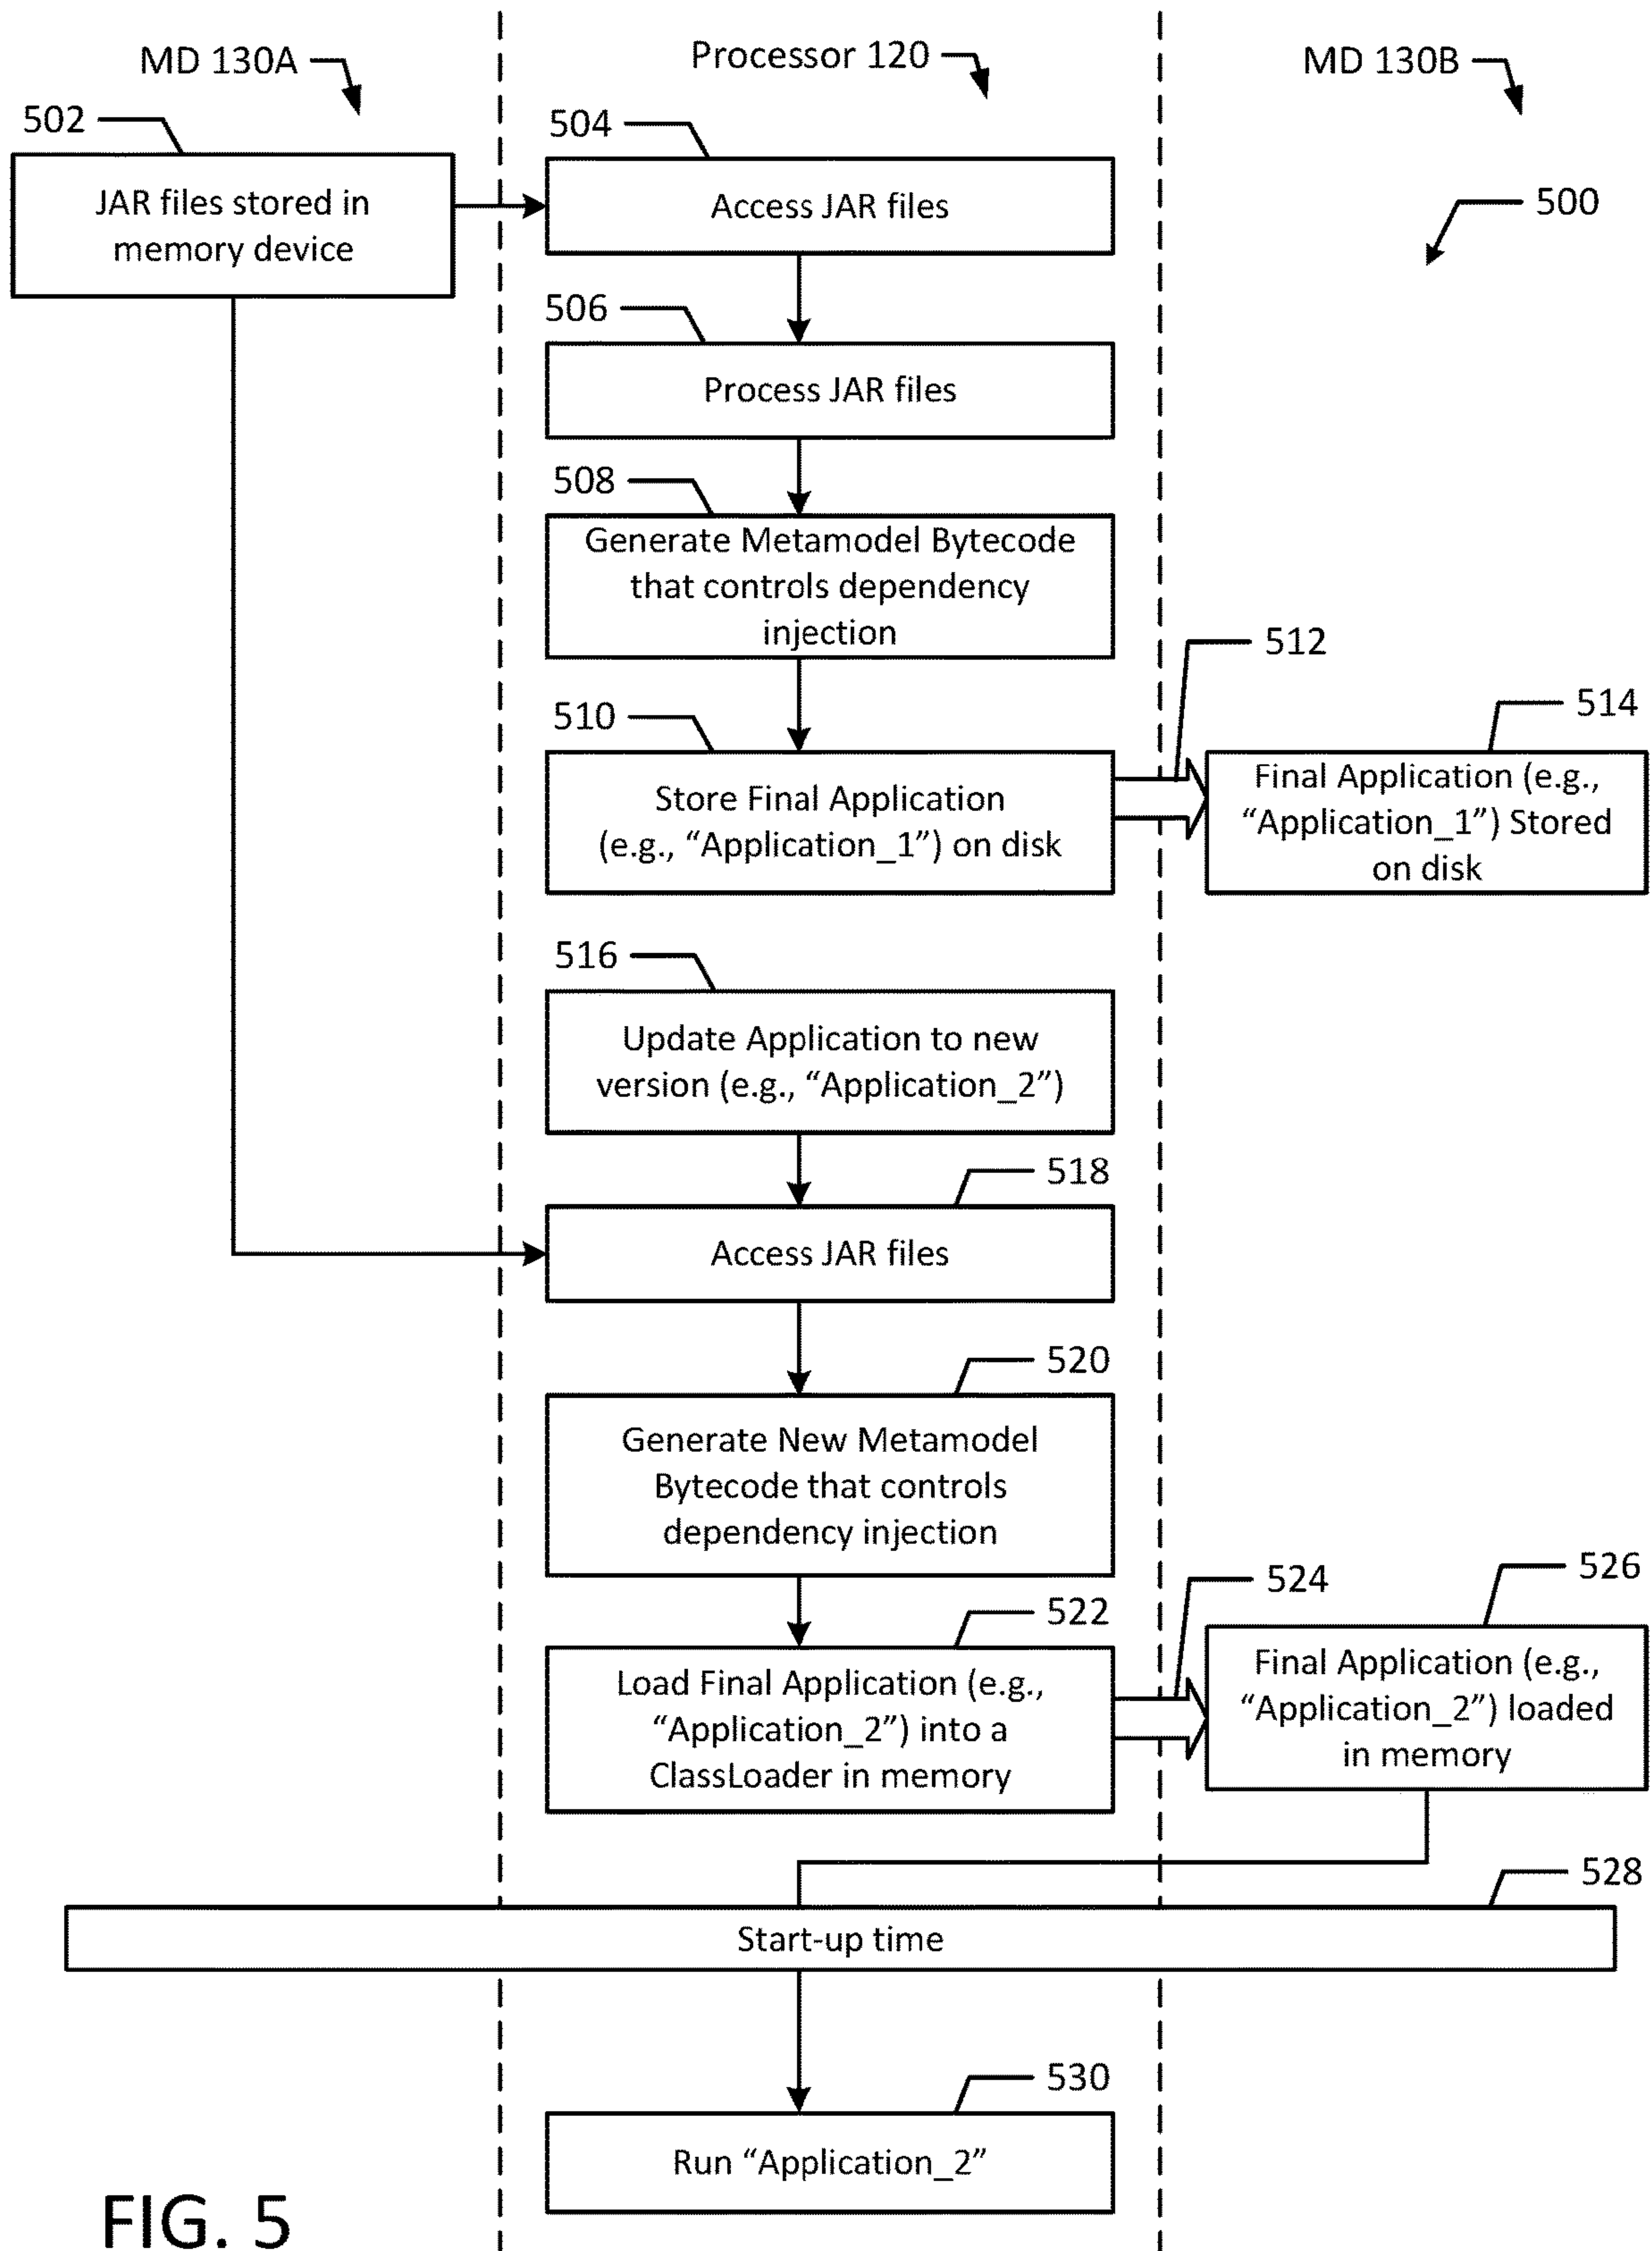 MD 130A
Processor 120
MD 130B
502
504
JAR files stored in
memory device
Access JAR files
500
506
Process JAR files
508
Generate Metamodel Bytecode
that controls dependency
injection
512
510
514
Store Final Application
(e.g., “Application_1”) on disk
Final Application (e.g.,
“Application_1”) Stored
on disk
516
Update Application to new
version (e.g., “Application_2”)
518
Access JAR files
520
Generate New Metamodel
Bytecode that controls
dependency injection
522
524
526
Load Final Application (e.g.,
“Application_2”) into a
ClassLoader in memory
Final Application (e.g.,
“Application_2”) loaded
in memory
528
Start-up time
530
Run “Application_2”
FIG. 5